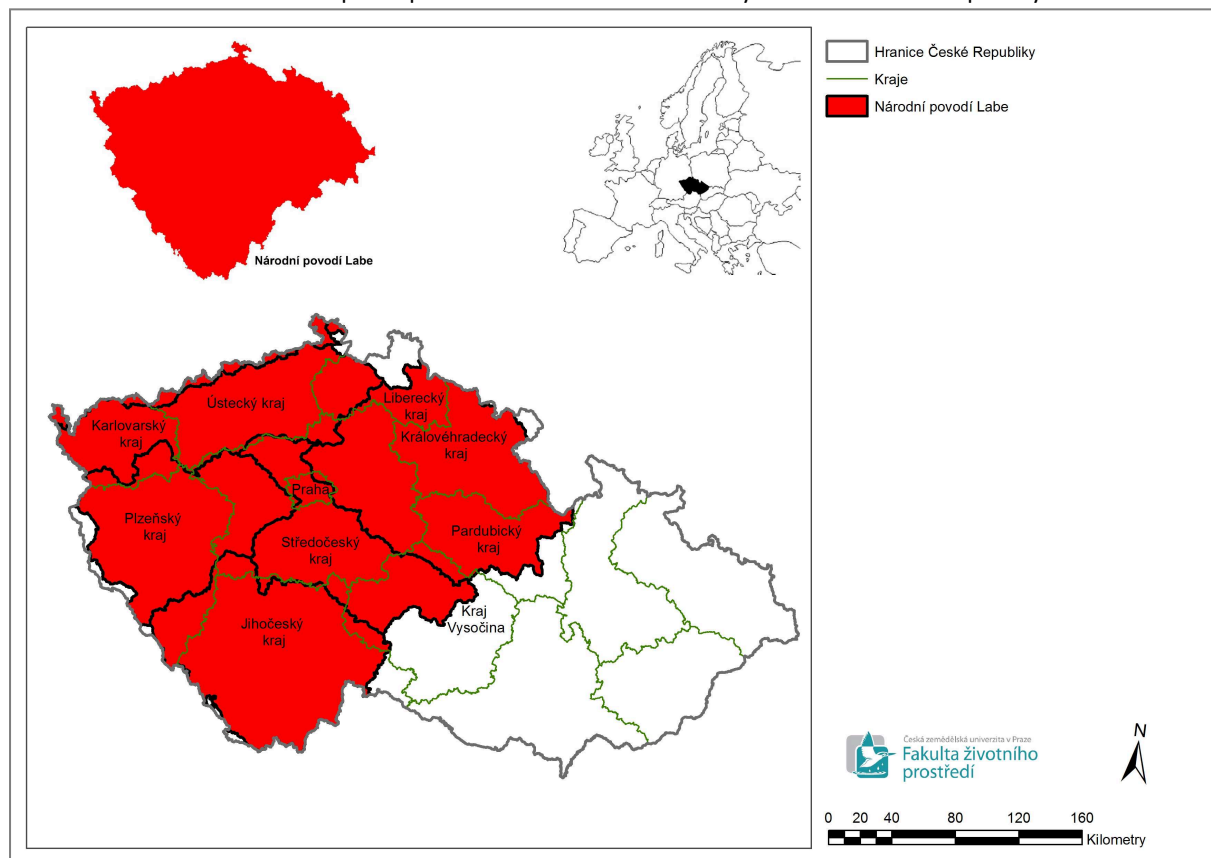 Národní povodí Labe
Hranice České Republiky
Kraje
Národní povodí Labe
Ústecký kraj
Liberecký
kraj
Karlovarský
kraj
Královéhradecký
kraj
Praha
Plzeňský
kraj
Středočeský
kraj
Pardubický
kraj
Kraj
Vysočina
Jihočeský
kraj
Česká zemědělská univerzita v Praze
Fakulta životního
prostředí
N
0 20 40 80 120 160
Kilometry